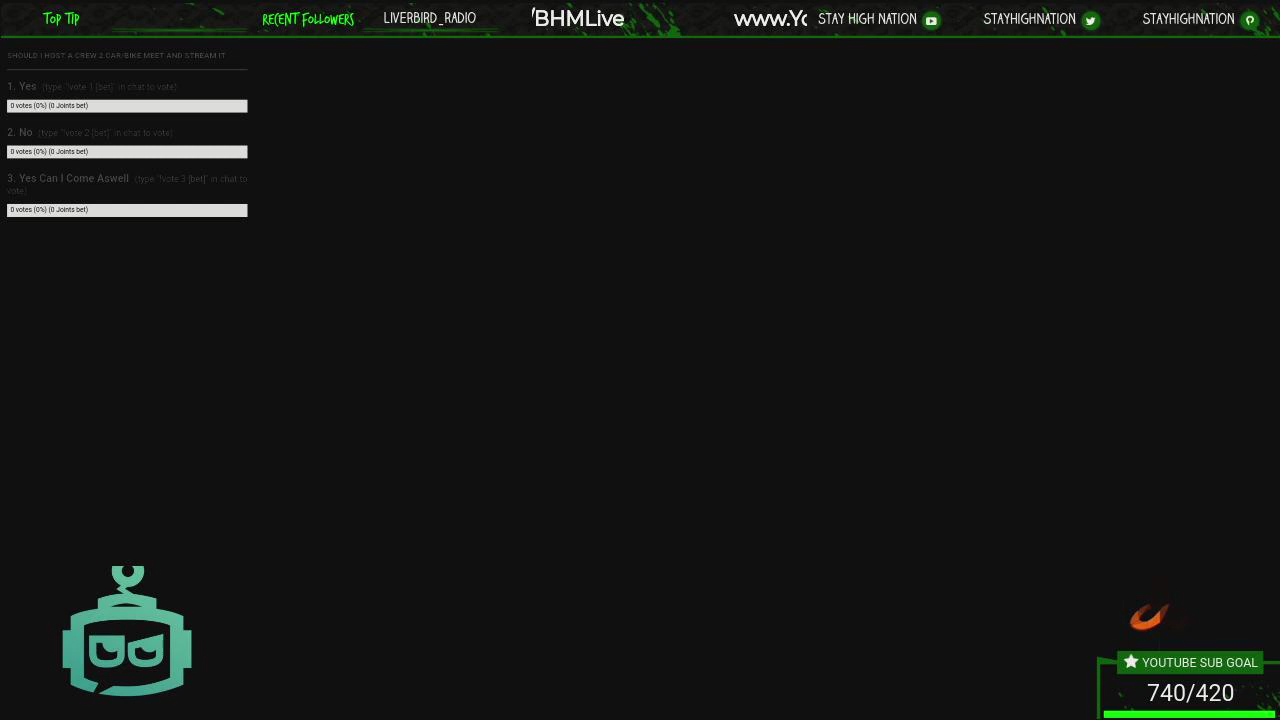 Top Tip
Recent Followers
LIVERBIRD_RADIO
BHMLive
www.Yo
STAY HIGH NATION
STAYHIGHNATION
STAYHIGHNATION
SHOULD I HOST A CREW 2 CAR/BIKE MEET AND STREAM IT
1. Yes (type "!vote 1 [bet]" in chat to vote)
0 votes (0%) (0 Joints bet)
2. No (type "!vote 2 [bet]" in chat to vote)
0 votes (0%) (0 Joints bet)
3. Yes Can I Come Aswell (type "!vote 3 [bet]" in chat to
vote)
0 votes (0%) (0 Joints bet)
YOUTUBE SUB GOAL
740/420